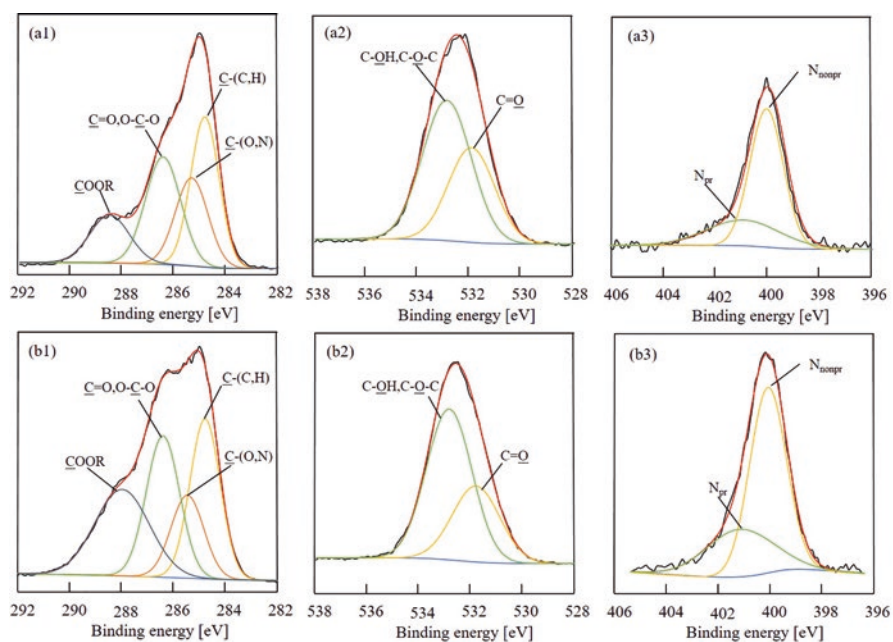 (a1)
C-(C,H)
C=O,O-C-O
C-(O,N)
COOR
292 290 288 286 284 282
Binding energy [eV]
(a2)
C-OH,C-O-C
C=O
538 536 534 532 530 528
Binding energy [eV]
(a3)
Nnonpr
Npr
406 404 402 400 398 396
Binding energy [eV]
(b1)
C=O,O-C-O
C-(C,H)
COOR
C-(O,N)
292 290 288 286 284 282
Binding energy [eV]
(b2)
C-OH,C-O-C
C=O
538 536 534 532 530 528
Binding energy [eV]
(b3)
Nnonpr
Npr
406 404 402 400 398 396
Binding energy [eV]